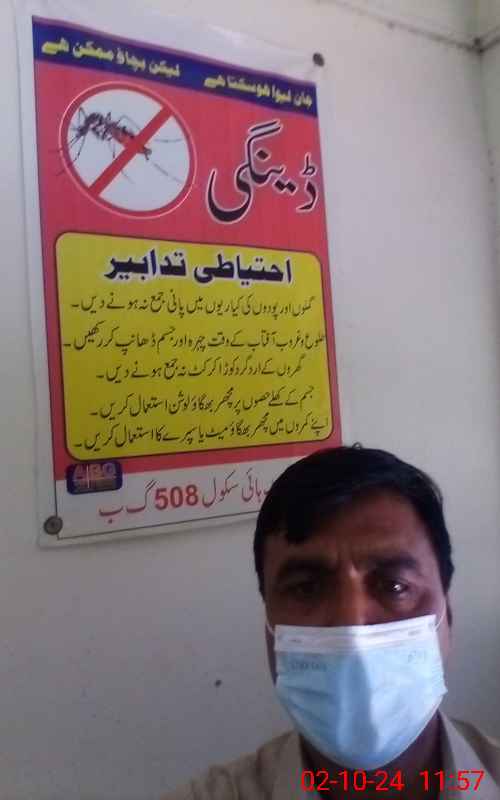 جان لیوا ہوسکتا ہے لیکن بچاؤ ممکن ہے
ڈینگی
احتیاطی تدابیر
گملوں اور پودوں کی کیاریوں میں پانی جمع نہ ہونے دیں۔
طلوع و غروب آفتاب کے وقت چہرہ اور جسم ڈھانپ کر رکھیں۔
گھروں کے اردگرد کوڑا کرکٹ نہ جمع ہونے دیں۔
جسم کے کھلے حصوں پر مچھر بھگاؤ لوشن استعمال کریں۔
اپنے کمروں میں مچھر بھگاؤ میٹ یا سپرے کا استعمال کریں۔
ہائی سکول 508 گ ب
02-10-24 11:57